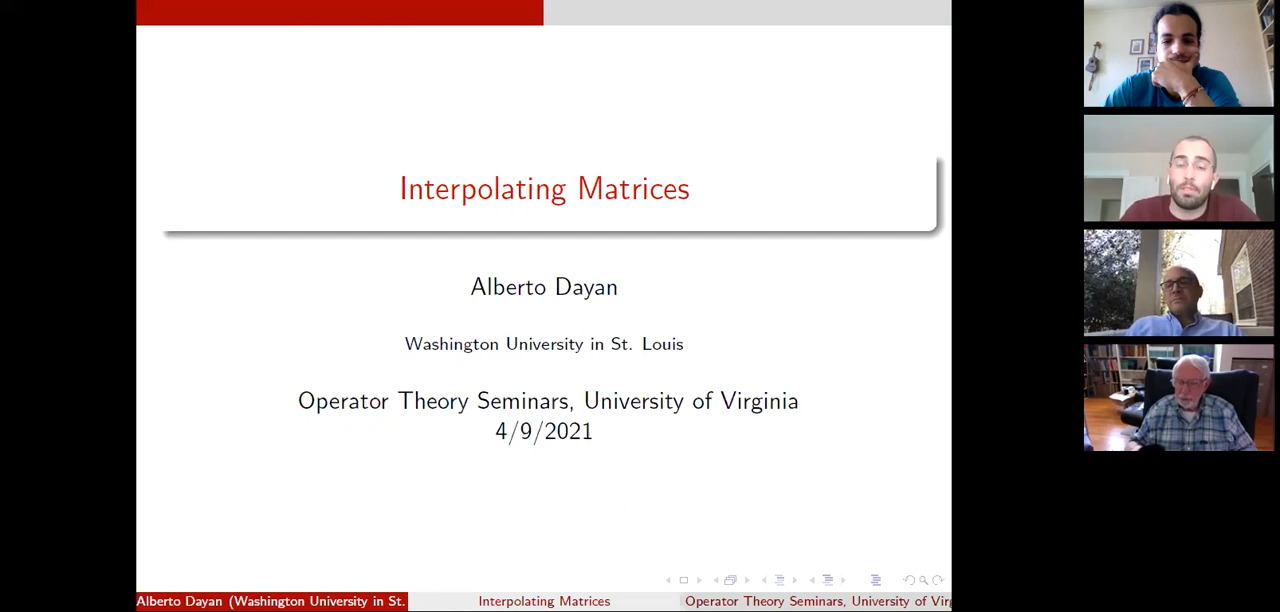 Interpolating Matrices
Alberto Dayan
Washington University in St. Louis
Operator Theory Seminars, University of Virginia
4/9/2021
Alberto Dayan (Washington University in St.
Interpolating Matrices
Operator Theory Seminars, University of Virg